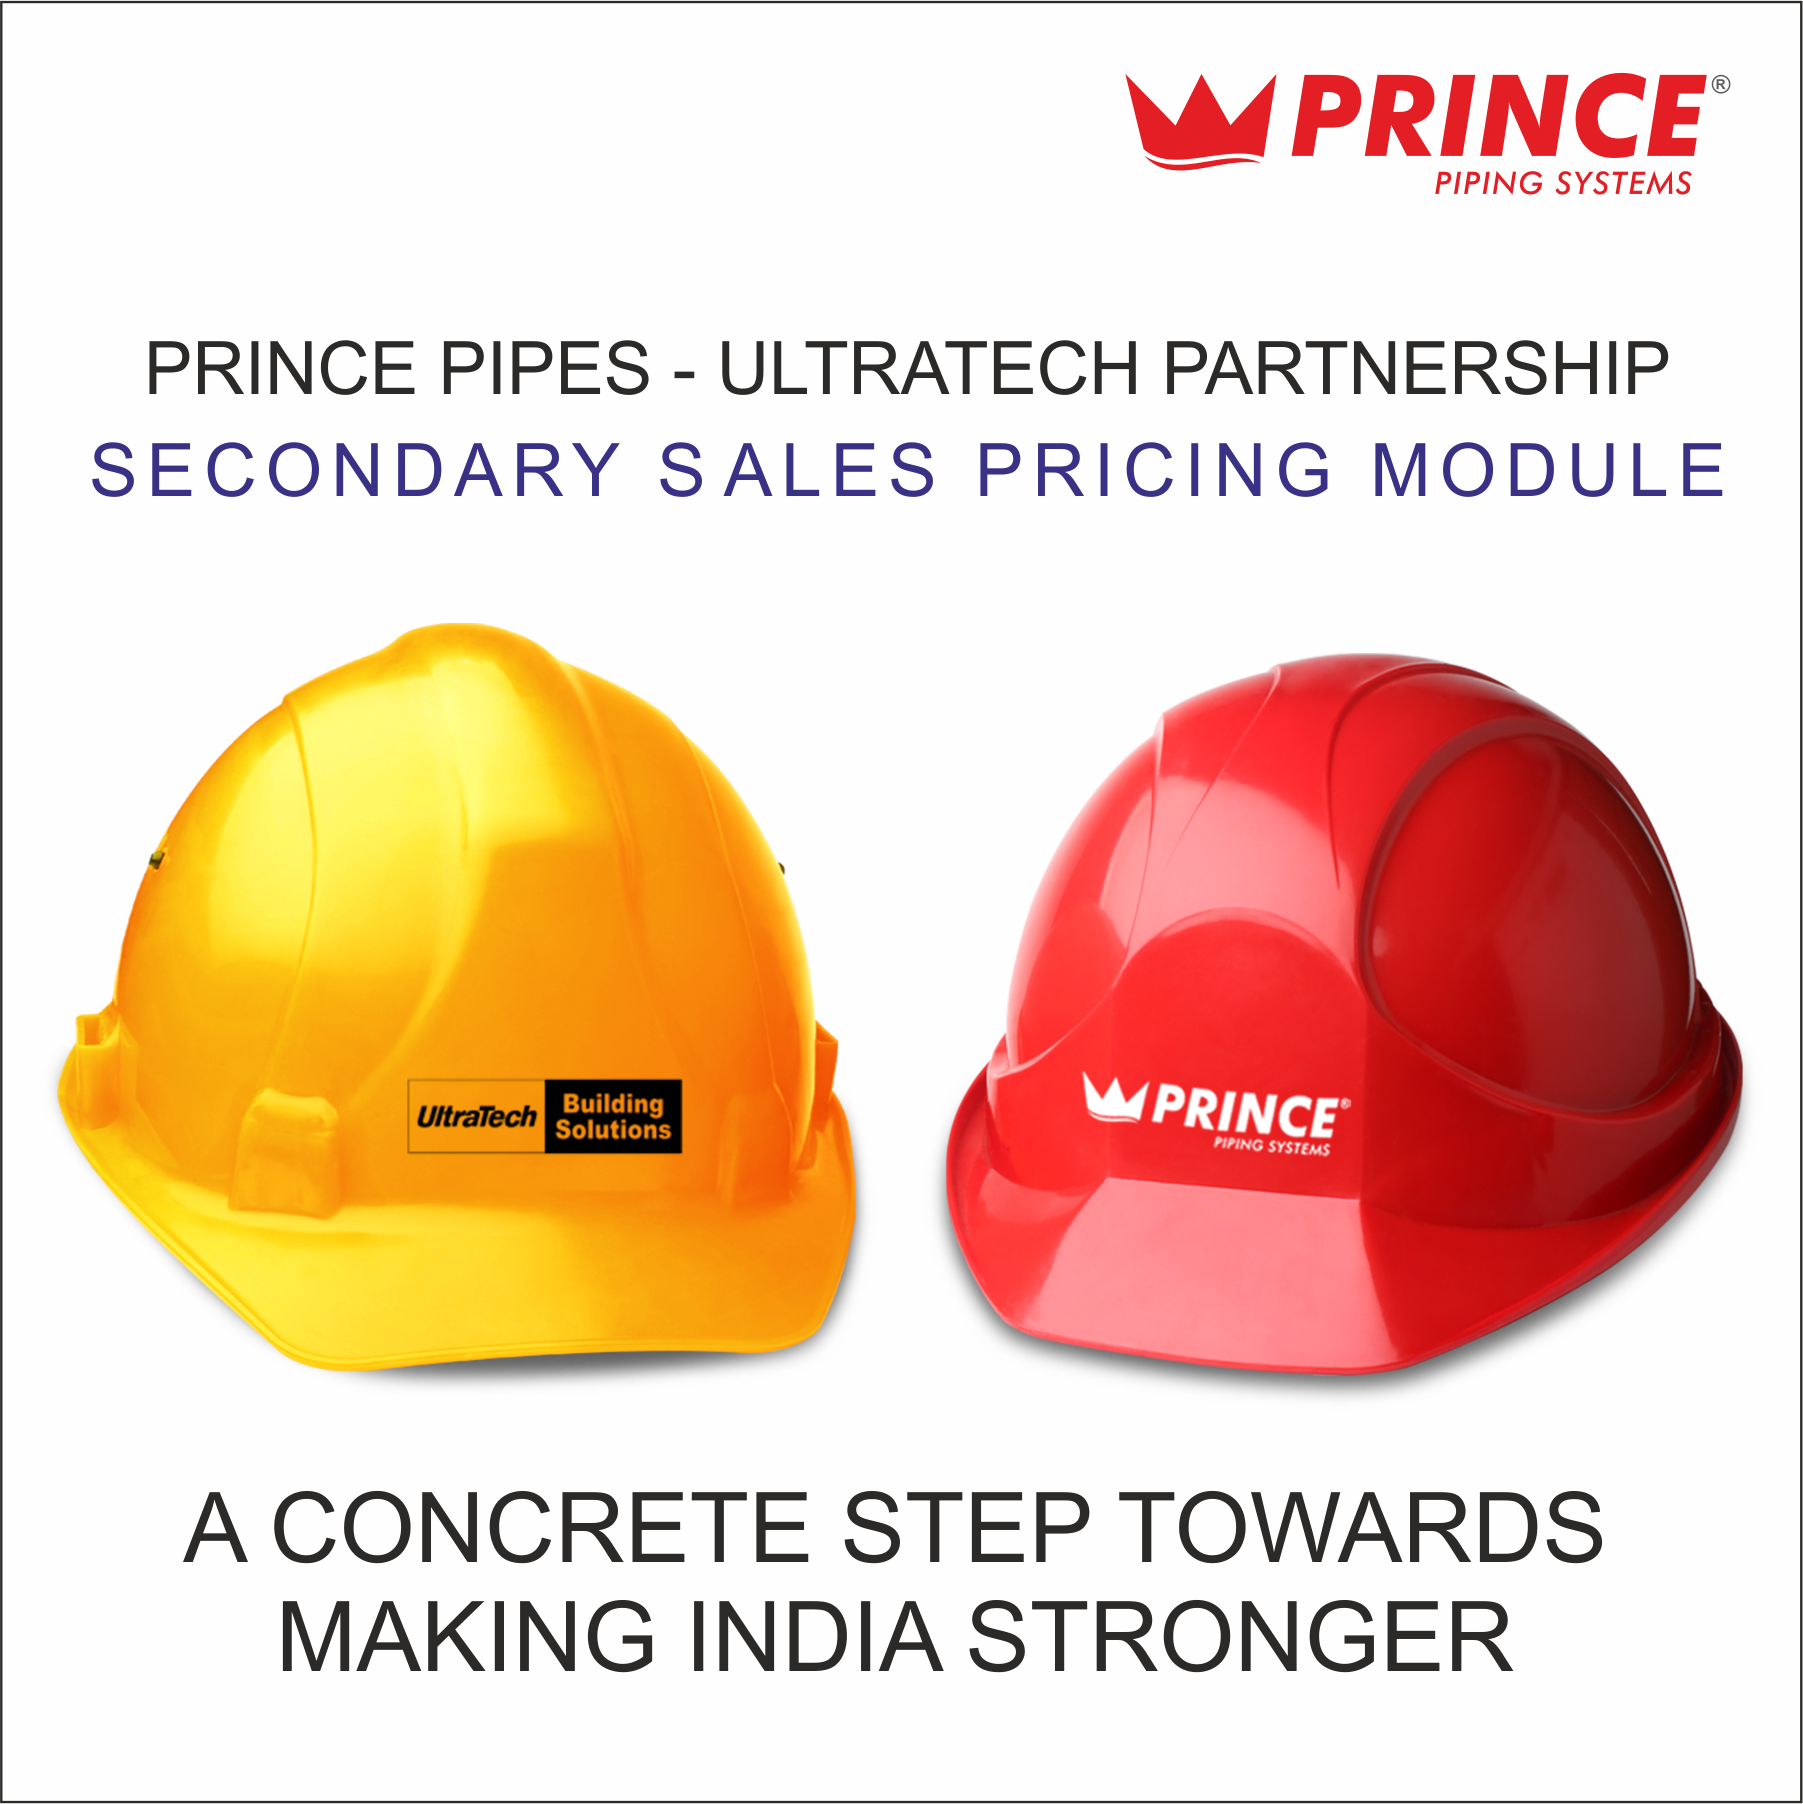 PRINCE®
PIPING SYSTEMS
PRINCE PIPES - ULTRATECH PARTNERSHIP
SECONDARY SALES PRICING MODULE
UltraTech
Building
Solutions
PRINCE®
PIPING SYSTEMS
A CONCRETE STEP TOWARDS
MAKING INDIA STRONGER